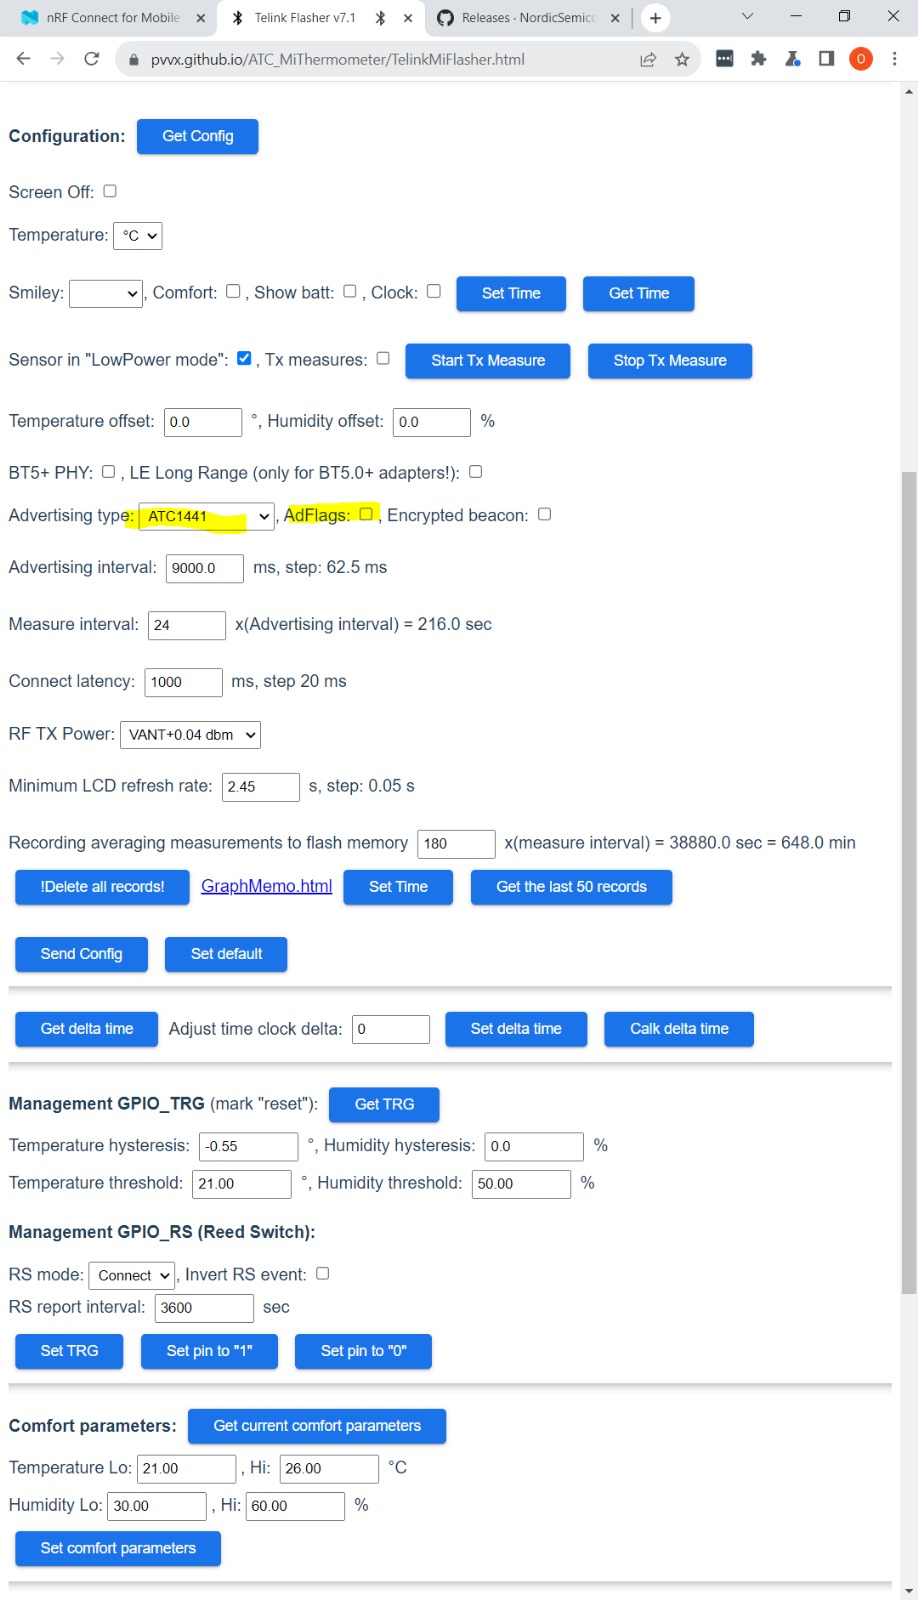 nRF Connect for Mobile
Telink Flasher v7.1
Releases · NordicSemico
pvvx.github.io/ATC_MiThermometer/TelinkMiFlasher.html
O
Configuration: Get Config
Screen Off:
Temperature: °C
Smiley: , Comfort: , Show batt: , Clock: Set Time Get Time
Sensor in "LowPower mode": , Tx measures: Start Tx Measure Stop Tx Measure
Temperature offset: 0.0 °, Humidity offset: 0.0 %
BT5+ PHY: , LE Long Range (only for BT5.0+ adapters!):
Advertising type: ATC1441 , AdFlags: , Encrypted beacon:
Advertising interval: 9000.0 ms, step: 62.5 ms
Measure interval: 24 x(Advertising interval) = 216.0 sec
Connect latency: 1000 ms, step 20 ms
RF TX Power: VANT+0.04 dbm
Minimum LCD refresh rate: 2.45 s, step: 0.05 s
Recording averaging measurements to flash memory 180 x(measure interval) = 38880.0 sec = 648.0 min
!Delete all records! GraphMemo.html Set Time Get the last 50 records
Send Config Set default
Get delta time Adjust time clock delta: 0 Set delta time Calk delta time
Management GPIO_TRG (mark "reset"): Get TRG
Temperature hysteresis: -0.55 °, Humidity hysteresis: 0.0 %
Temperature threshold: 21.00 °, Humidity threshold: 50.00 %
Management GPIO_RS (Reed Switch):
RS mode: Connect , Invert RS event:
RS report interval: 3600 sec
Set TRG Set pin to "1" Set pin to "0"
Comfort parameters: Get current comfort parameters
Temperature Lo: 21.00 , Hi: 26.00 °C
Humidity Lo: 30.00 , Hi: 60.00 %
Set comfort parameters